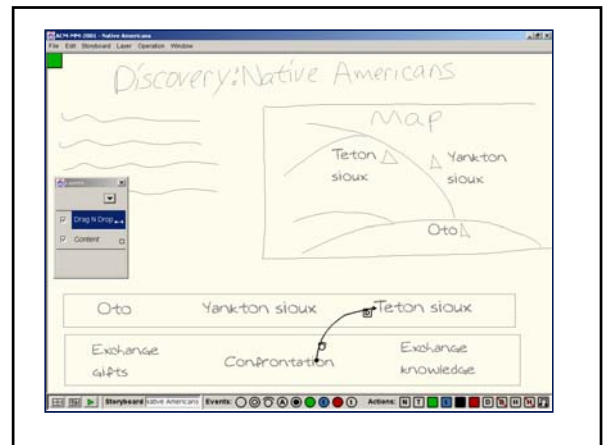 ACM MM 2001 - Native Americans
File Edit Storyboard Layer Operation Window
Discovery: Native Americans
Map
Teton
sioux
Yankton
sioux
Oto
Drag N Drop
Content
Oto Yankton sioux Teton sioux
Exchange
gifts
Confrontation
Exchange
knowledge
Storyboard Native Americans Events: Actions: N T D H